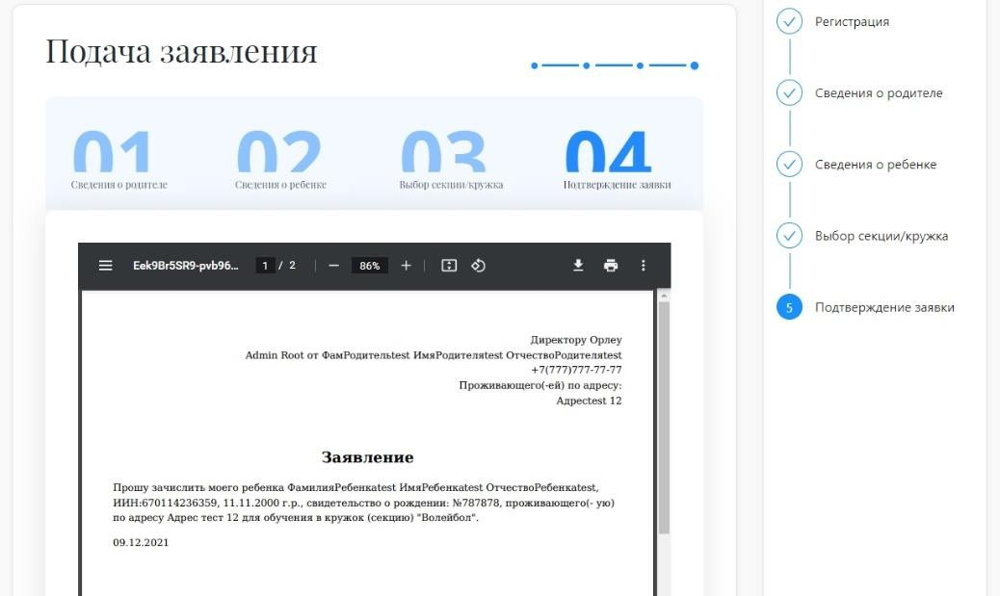 Подача заявления
01
Сведения о родителе
02
Сведения о ребенке
03
Выбор секции/кружка
04
Подтверждение заявки
Eek9Br5SR9-pvb96... 1 / 2 86%
Директору Орлеу
Admin Root от ФамРодительtest ИмяРодителяtest ОтчествоРодителяtest
+7(777)777-77-77
Проживающего(-ей) по адресу:
Адресtest 12
Заявление
Прошу зачислить моего ребенка ФамилияРебенкаtest ИмяРебенкаtest ОтчествоРебенкаtest,
ИИН:670114236359, 11.11.2000 г.р., свидетельство о рождении: №787878, проживающего(- ую)
по адресу Адрес тест 12 для обучения в кружок (секцию) "Волейбол".
09.12.2021
Регистрация
Сведения о родителе
Сведения о ребенке
Выбор секции/кружка
5 Подтверждение заявки